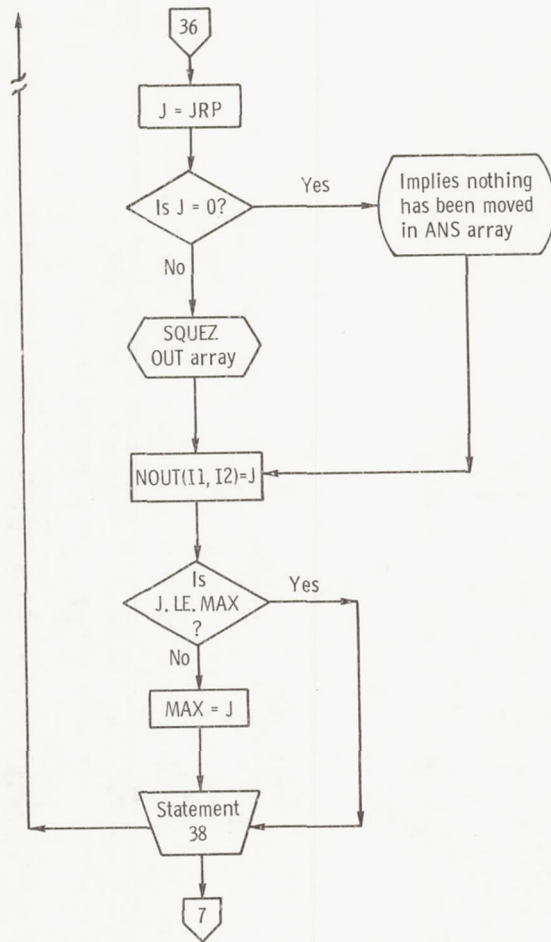 36
J = JRP
Is J = 0?
Yes
Implies nothing
has been moved
in ANS array
No
SQUEZ
OUT array
NOUT(I1, I2)=J
Is
J. LE. MAX
?
Yes
No
MAX = J
Statement
38
7